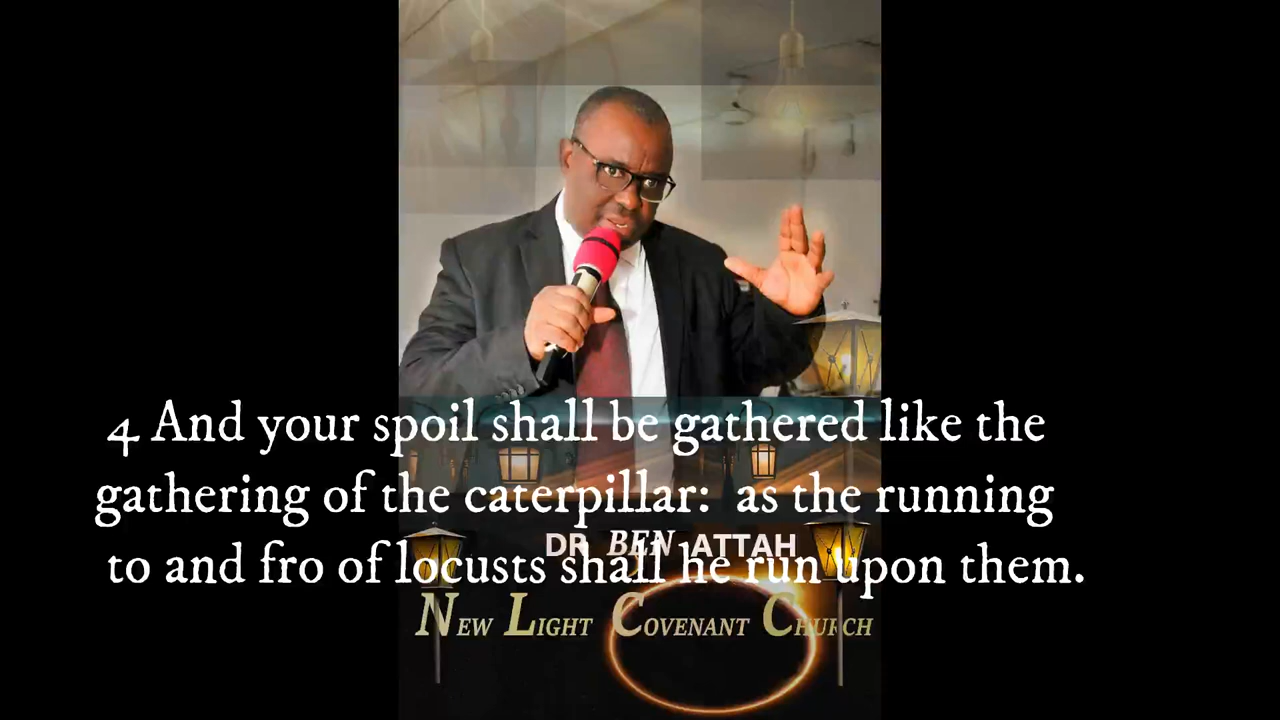 4 And your spoil shall be gathered like the
gathering of the caterpillar: as the running
to and fro of locusts shall he run upon them.
DR BEN ATTAH
NEW LIGHT COVENANT CHURCH